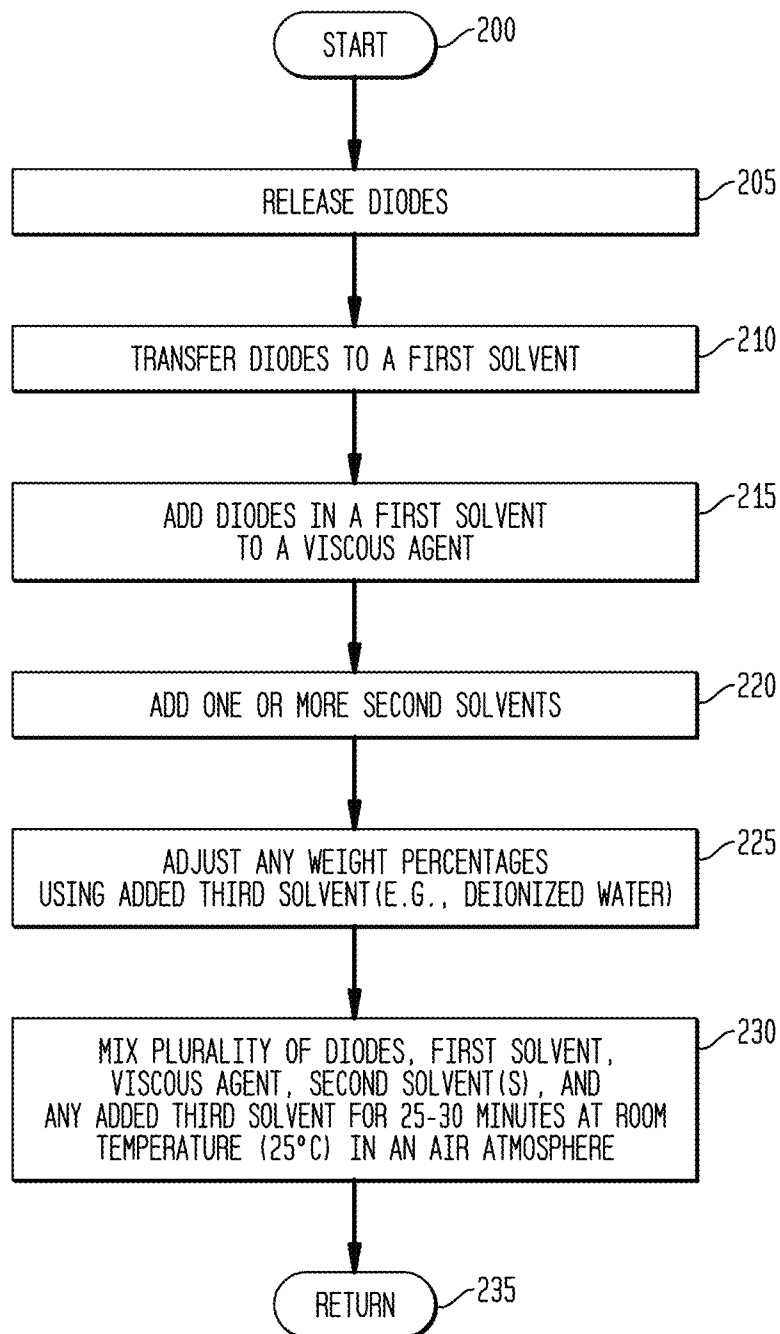 START
200
RELEASE DIODES
205
TRANSFER DIODES TO A FIRST SOLVENT
210
ADD DIODES IN A FIRST SOLVENT
TO A VISCOUS AGENT
215
ADD ONE OR MORE SECOND SOLVENTS
220
ADJUST ANY WEIGHT PERCENTAGES
USING ADDED THIRD SOLVENT(E.G., DEIONIZED WATER)
225
MIX PLURALITY OF DIODES, FIRST SOLVENT,
VISCOUS AGENT, SECOND SOLVENT(S), AND
ANY ADDED THIRD SOLVENT FOR 25-30 MINUTES AT ROOM
TEMPERATURE (25°C) IN AN AIR ATMOSPHERE
230
RETURN
235